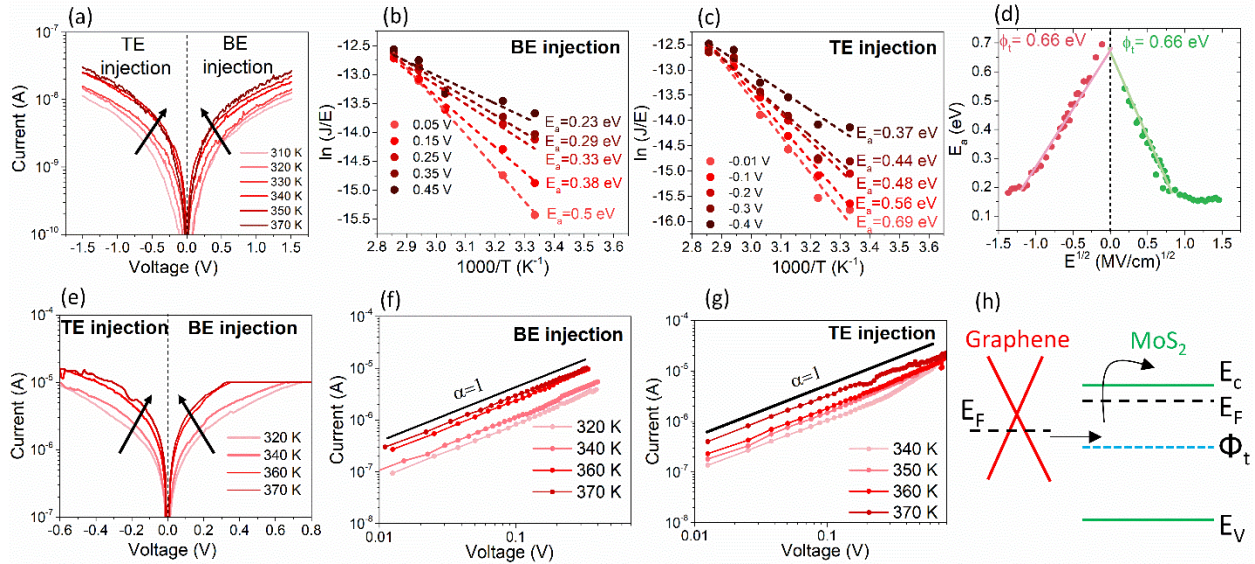 (a)
TE injection
BE injection
Current (A)
10⁻⁷
10⁻⁸
10⁻⁹
10⁻¹⁰
310 K
320 K
330 K
340 K
350 K
370 K
-1.5 -1.0 -0.5 0.0 0.5 1.0 1.5
Voltage (V)
(b)
BE injection
ln (J/E)
-12.5
-13.0
-13.5
-14.0
-14.5
-15.0
-15.5
0.05 V
0.15 V
0.25 V
0.35 V
0.45 V
Eₐ=0.23 eV
Eₐ=0.29 eV
Eₐ=0.33 eV
Eₐ=0.38 eV
Eₐ=0.5 eV
2.8 2.9 3.0 3.1 3.2 3.3 3.4 3.5 3.6
1000/T (K⁻¹)
(c)
TE injection
ln (J/E)
-12.5
-13.0
-13.5
-14.0
-14.5
-15.0
-15.5
-16.0
-0.01 V
-0.1 V
-0.2 V
-0.3 V
-0.4 V
Eₐ=0.37 eV
Eₐ=0.44 eV
Eₐ=0.48 eV
Eₐ=0.56 eV
Eₐ=0.69 eV
2.8 2.9 3.0 3.1 3.2 3.3 3.4 3.5 3.6
1000/T (K⁻¹)
(d)
ϕₜ= 0.66 eV
ϕₜ= 0.66 eV
Eₐ (eV)
0.7
0.6
0.5
0.4
0.3
0.2
0.1
-1.5 -1.0 -0.5 0.0 0.5 1.0 1.5
E¹ᐟ² (MV/cm)¹ᐟ²
(e)
TE injection
BE injection
Current (A)
10⁻⁴
10⁻⁵
10⁻⁶
10⁻⁷
320 K
340 K
360 K
370 K
-0.6 -0.4 -0.2 0.0 0.2 0.4 0.6 0.8
Voltage (V)
(f)
BE injection
Current (A)
10⁻⁴
10⁻⁵
10⁻⁶
10⁻⁷
10⁻⁸
α=1
320 K
340 K
360 K
370 K
0.01 0.1
Voltage (V)
(g)
TE injection
Current (A)
10⁻⁴
10⁻⁵
10⁻⁶
10⁻⁷
10⁻⁸
α=1
340 K
350 K
360 K
370 K
0.01 0.1
Voltage (V)
(h)
Graphene
MoS₂
E_F
E_c
E_F
Φₜ
E_V